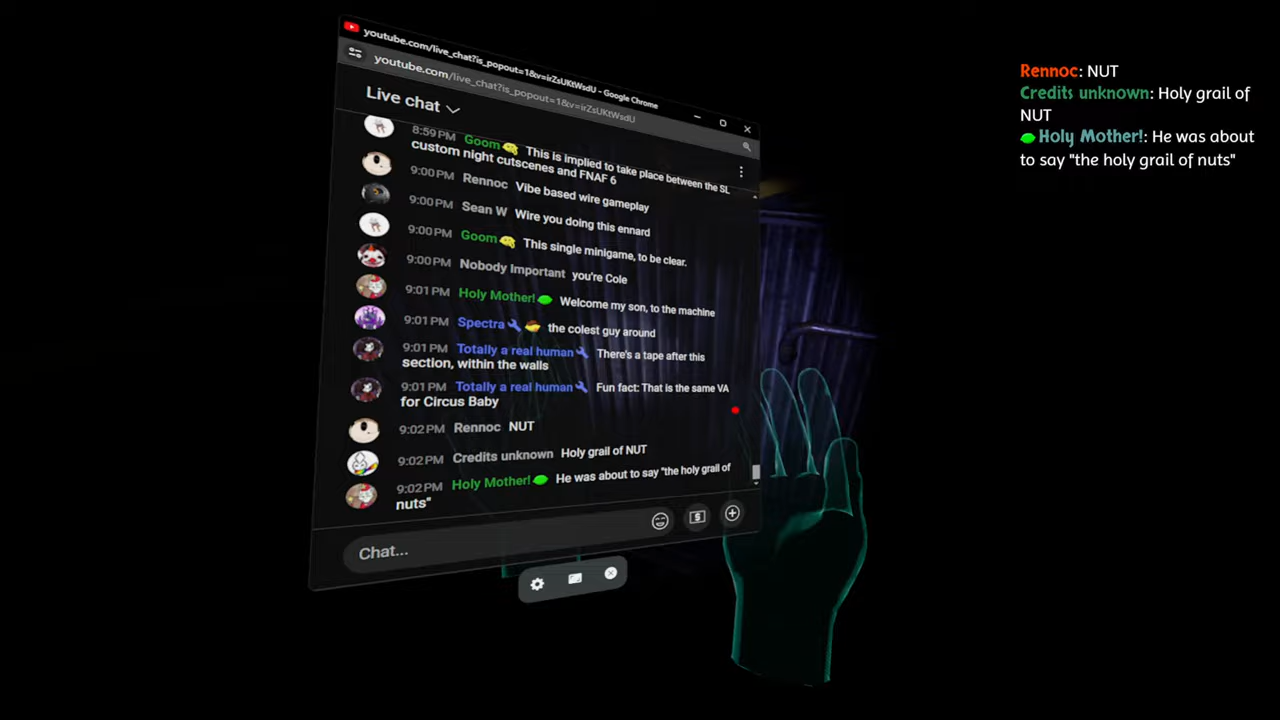 youtube.com/live_chat?is_popout=1&v=irZsUKtWsdU - Google Chrome
youtube.com/live_chat?is_popout=1&v=irZsUKtWsdU
Live chat
8:59 PM Goom This is implied to take place between the SL
custom night cutscenes and FNAF 6
9:00 PM Rennoc Vibe based wire gameplay
9:00 PM Sean W Wire you doing this ennard
9:00 PM Goom This single minigame, to be clear.
9:00 PM Nobody Important you're Cole
9:01 PM Holy Mother! Welcome my son, to the machine
9:01 PM Spectra the colest guy around
9:01 PM Totally a real human There's a tape after this
section, within the walls
9:01 PM Totally a real human Fun fact: That is the same VA
for Circus Baby
9:02 PM Rennoc NUT
9:02 PM Credits unknown Holy grail of NUT
9:02 PM Holy Mother! He was about to say "the holy grail of
nuts"
Chat...
Rennoc: NUT
Credits unknown: Holy grail of
NUT
Holy Mother!: He was about
to say "the holy grail of nuts"